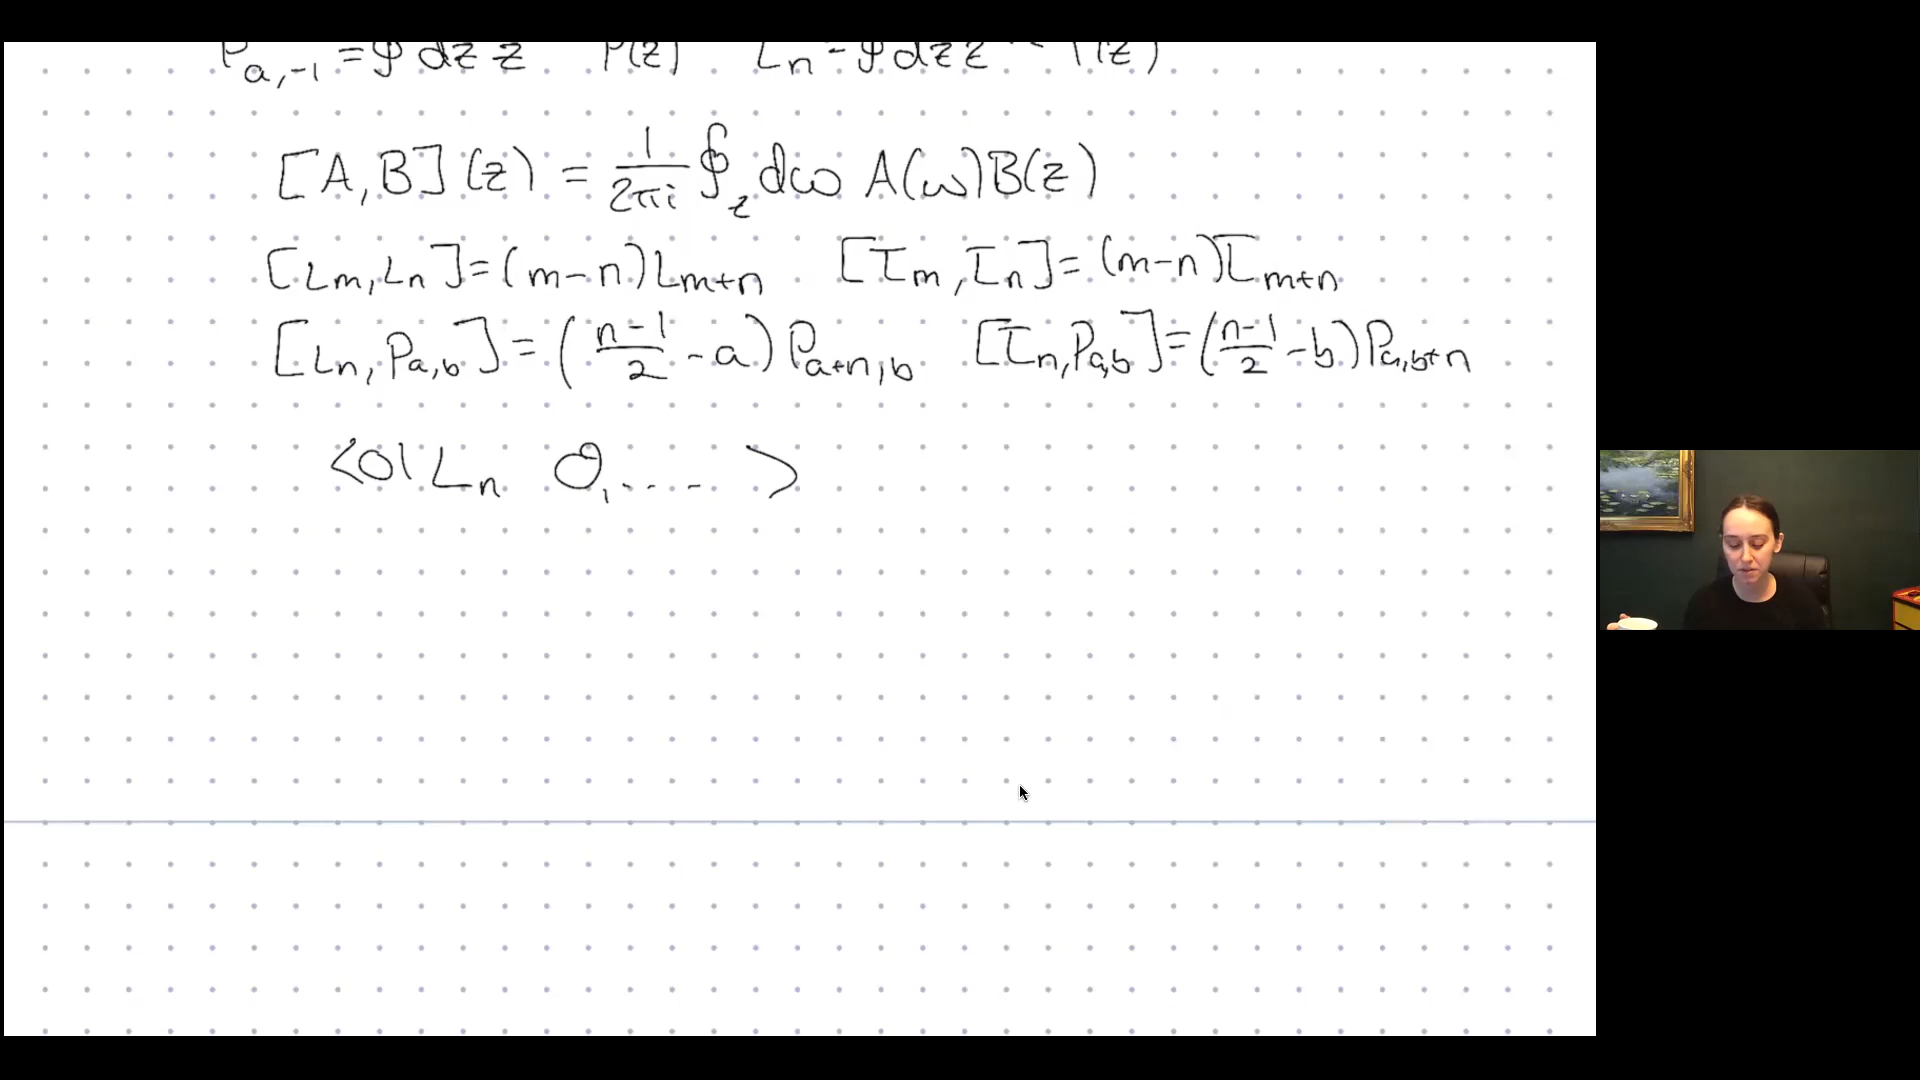 P_{a,-1} = ∮ dz z P(z) L_n = ∮ dz z T(z)
[A,B](z) = 1/2πi ∮_z dω A(ω)B(z)
[L_m, L_n] = (m-n)L_{m+n} [L̄_m, L̄_n] = (m-n)L̄_{m+n}
[L_n, P_{a,b}] = (n-1/2 - a) P_{a+n,b} [L̄_n, P_{a,b}] = (n-1/2 - b) P_{a,b+n}
<0| L_n O_1 .... >